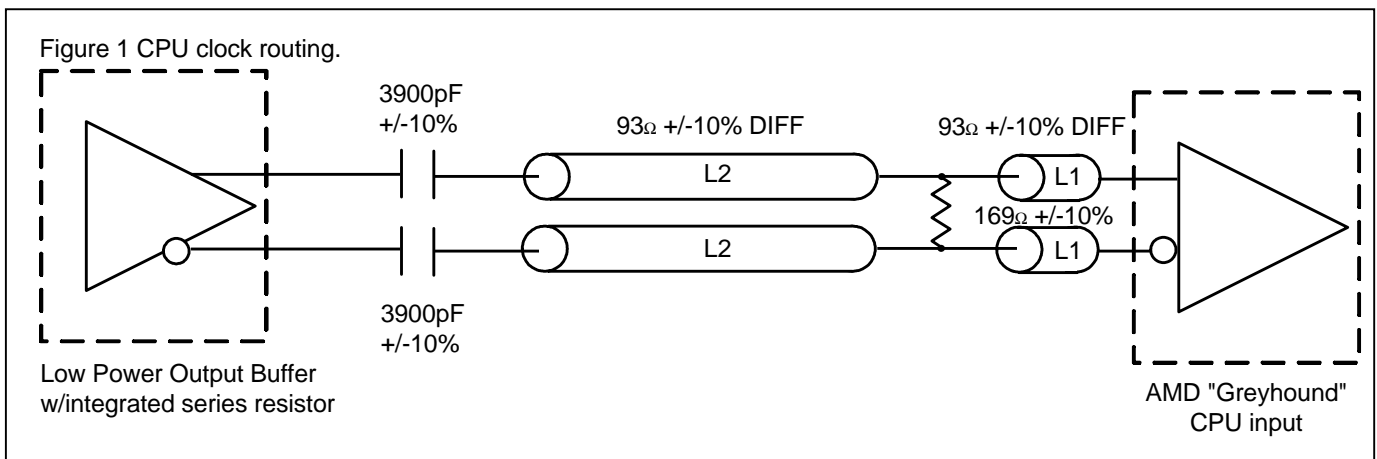 Figure 1 CPU clock routing.
3900pF
+/-10%
93Ω +/-10% DIFF
93Ω +/-10% DIFF
L2
L1
169Ω +/-10%
L2
L1
3900pF
+/-10%
Low Power Output Buffer
w/integrated series resistor
AMD "Greyhound"
CPU input